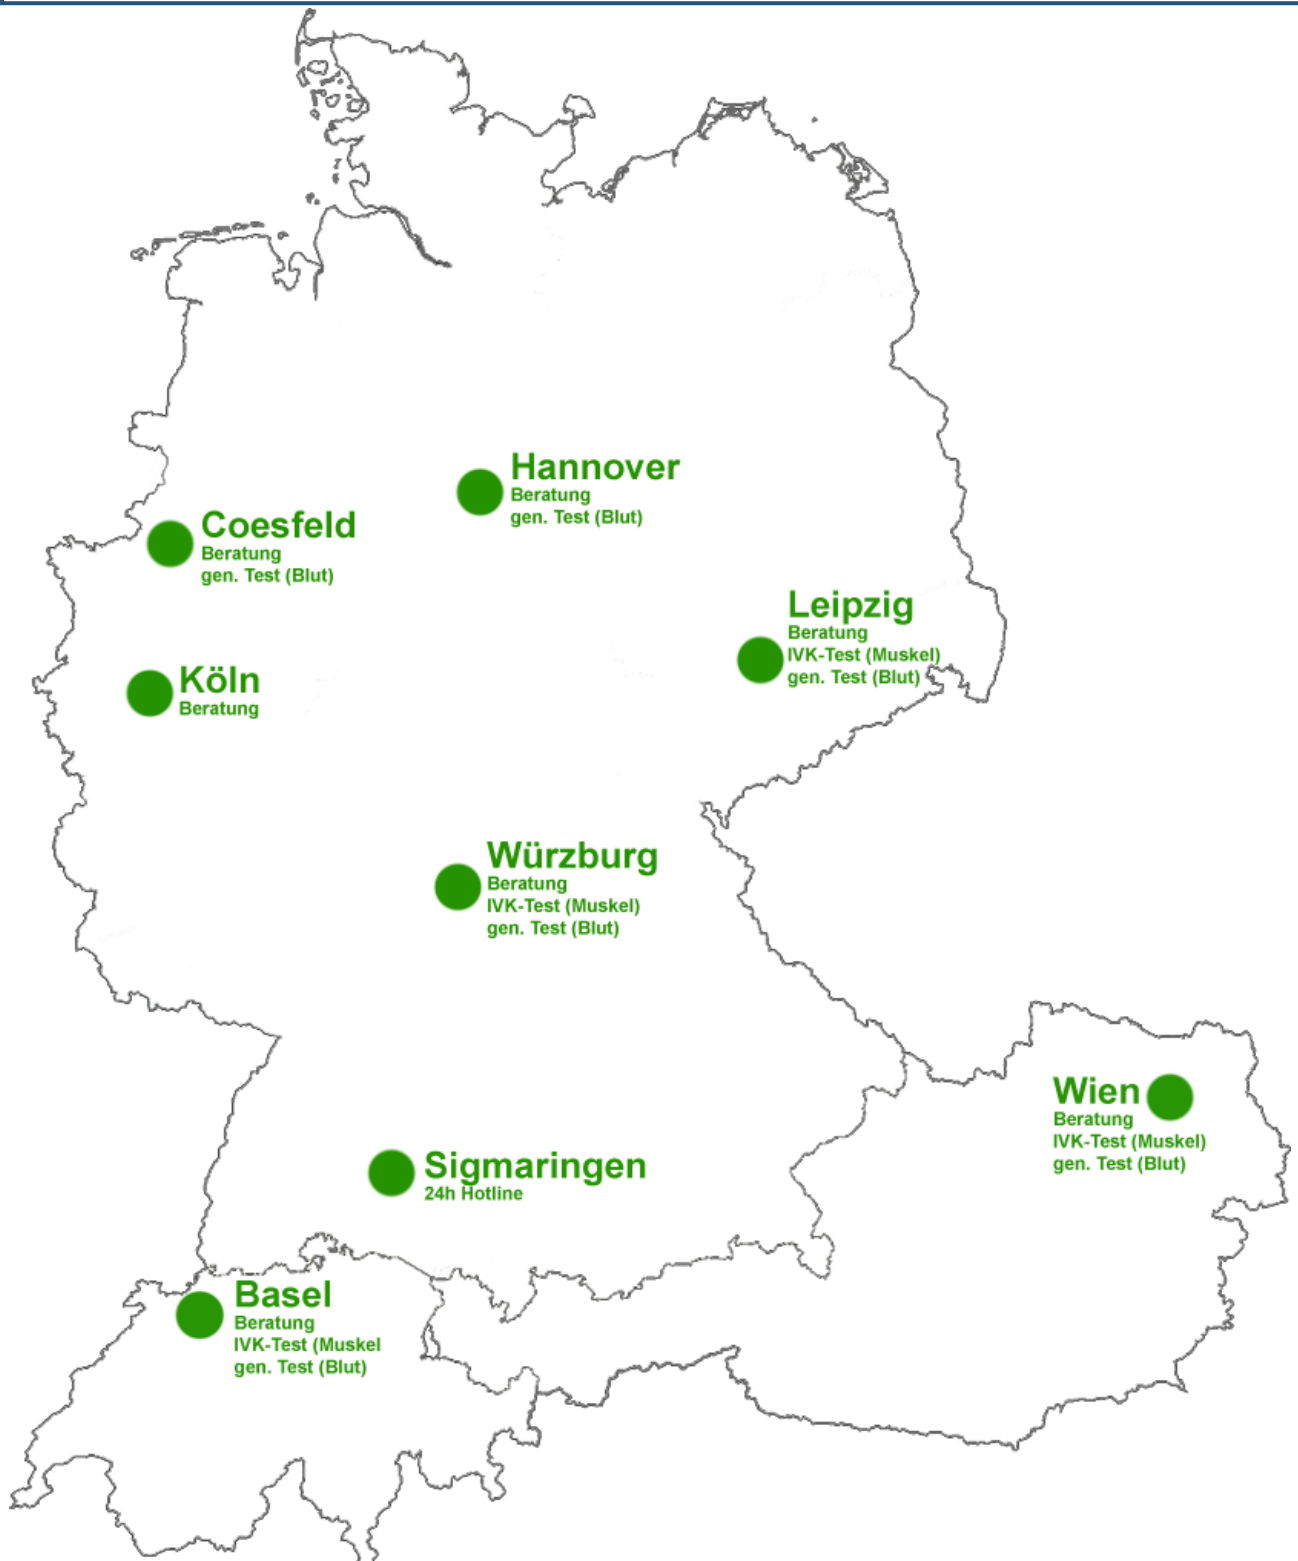 Hannover
Beratung
gen. Test (Blut)
Coesfeld
Beratung
gen. Test (Blut)
Leipzig
Beratung
IVK-Test (Muskel)
gen. Test (Blut)
Köln
Beratung
Würzburg
Beratung
IVK-Test (Muskel)
gen. Test (Blut)
Wien
Beratung
IVK-Test (Muskel)
gen. Test (Blut)
Sigmaringen
24h Hotline
Basel
Beratung
IVK-Test (Muskel
gen. Test (Blut)